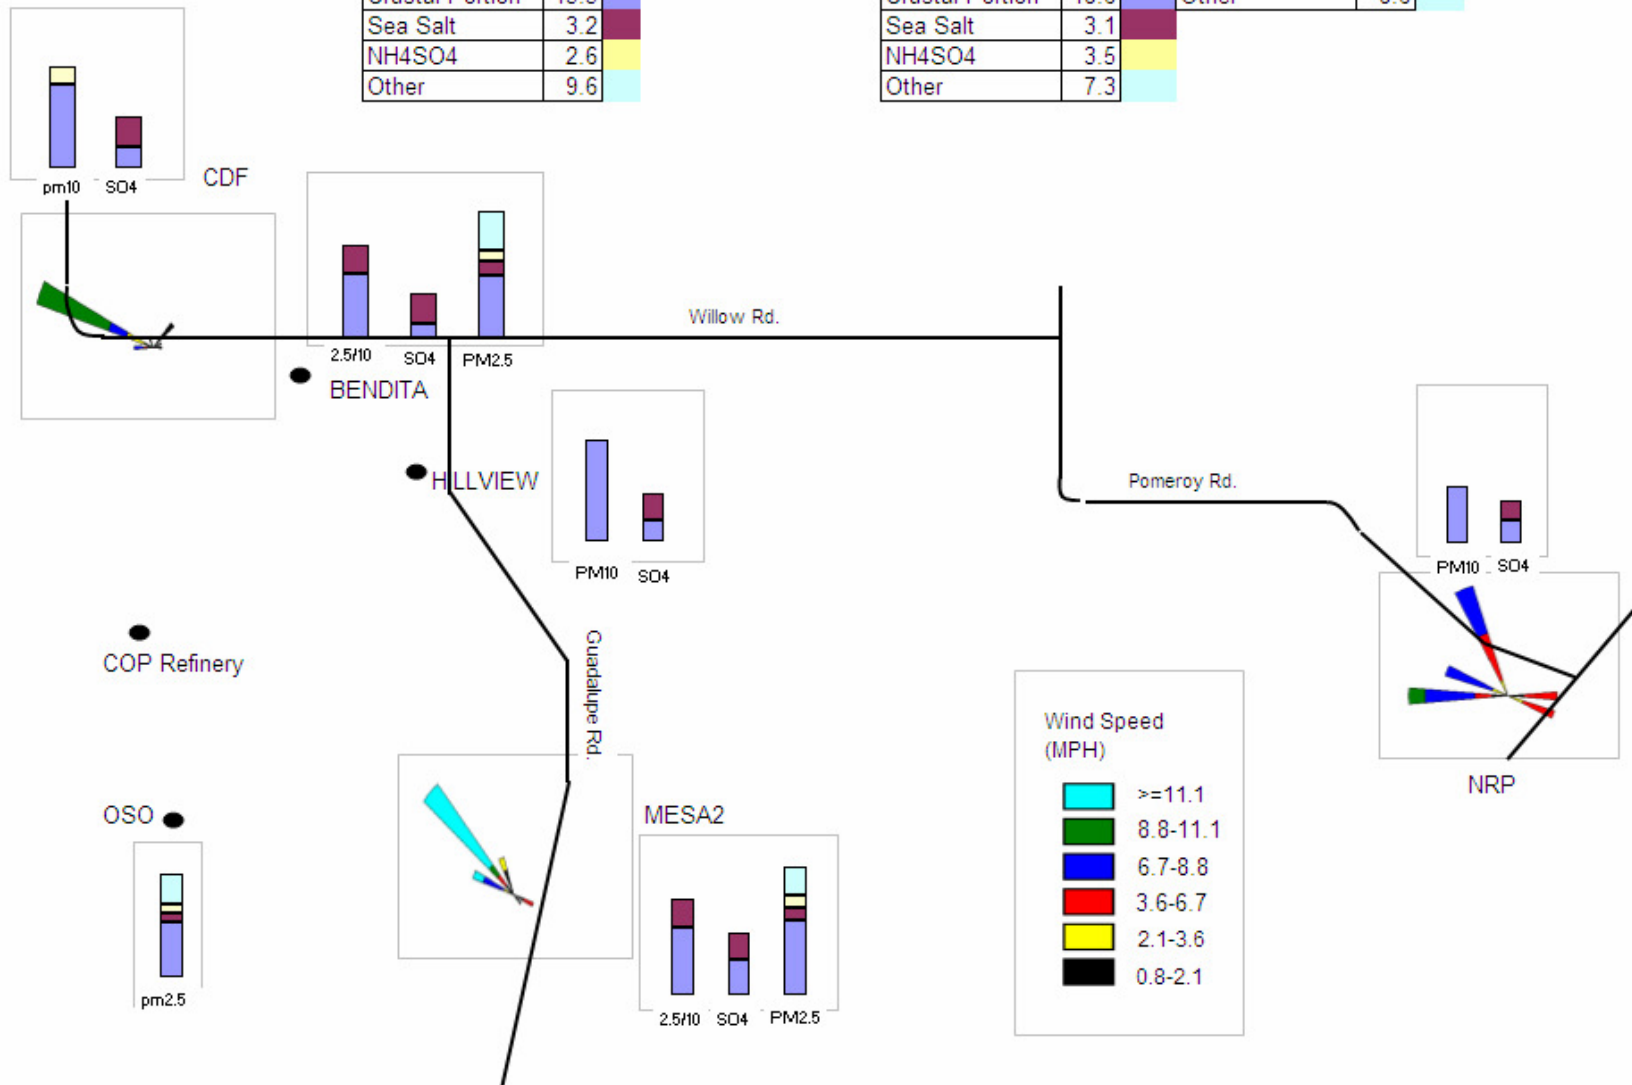 Sea Salt 3.2
NH4SO4 2.6
Other 9.6
Sea Salt 3.1
NH4SO4 3.5
Other 7.3
pm10 SO4
CDF
2.5/10 SO4 PM2.5
BENDITA
Willow Rd.
HILLVIEW
PM10 SO4
Pomeroy Rd.
PM10 SO4
NRP
COP Refinery
Guadalupe Rd.
OSO
pm2.5
MESA2
2.5/10 SO4 PM2.5
Wind Speed
(MPH)
>=11.1
8.8-11.1
6.7-8.8
3.6-6.7
2.1-3.6
0.8-2.1